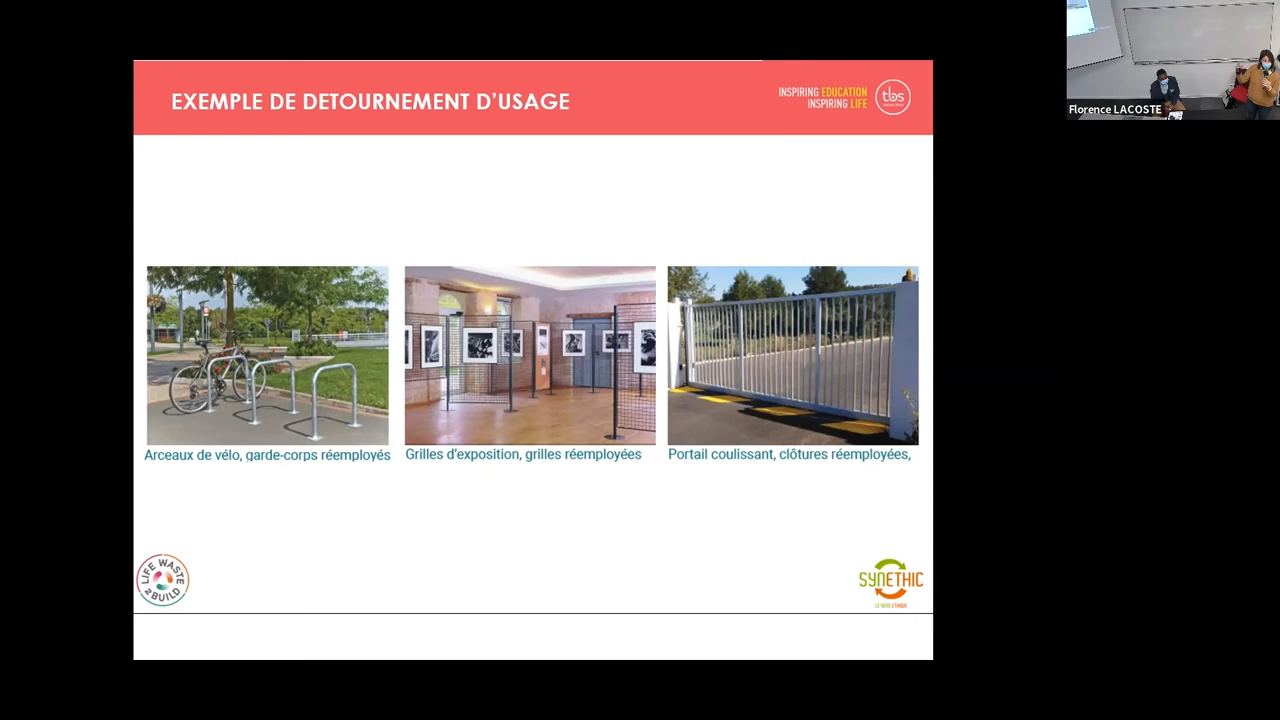 EXEMPLE DE DETOURNEMENT D'USAGE
INSPIRING EDUCATION
INSPIRING LIFE
tbs
Florence LACOSTE
Arceaux de vélo, garde-corps réemployés
Grilles d'exposition, grilles réemployées
Portail coulissant, clôtures réemployées,
LIFE WASTE
2BUILD
SYNETHIC